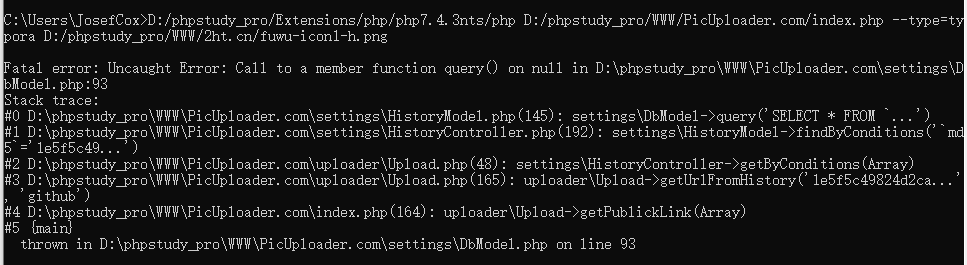 C:\Users\JosefCox>D:/phpstudy_pro/Extensions/php/php7.4.3nts/php D:/phpstudy_pro/WWW/PicUploader.com/index.php --type=ty
pora D:/phpstudy_pro/WWW/2ht.cn/fuwu-icon1-h.png
Fatal error: Uncaught Error: Call to a member function query() on null in D:\phpstudy_pro\WWW\PicUploader.com\settings\D
bModel.php:93
Stack trace:
#0 D:\phpstudy_pro\WWW\PicUploader.com\settings\HistoryModel.php(145): settings\DbModel->query('SELECT * FROM `...')
#1 D:\phpstudy_pro\WWW\PicUploader.com\settings\HistoryController.php(192): settings\HistoryModel->findByConditions('`md
5`='1e5f5c49...')
#2 D:\phpstudy_pro\WWW\PicUploader.com\uploader\Upload.php(48): settings\HistoryController->getByConditions(Array)
#3 D:\phpstudy_pro\WWW\PicUploader.com\uploader\Upload.php(165): uploader\Upload->getUrlFromHistory('1e5f5c49824d2ca...'
, 'github')
#4 D:\phpstudy_pro\WWW\PicUploader.com\index.php(164): uploader\Upload->getPublickLink(Array)
#5 {main}
thrown in D:\phpstudy_pro\WWW\PicUploader.com\settings\DbModel.php on line 93